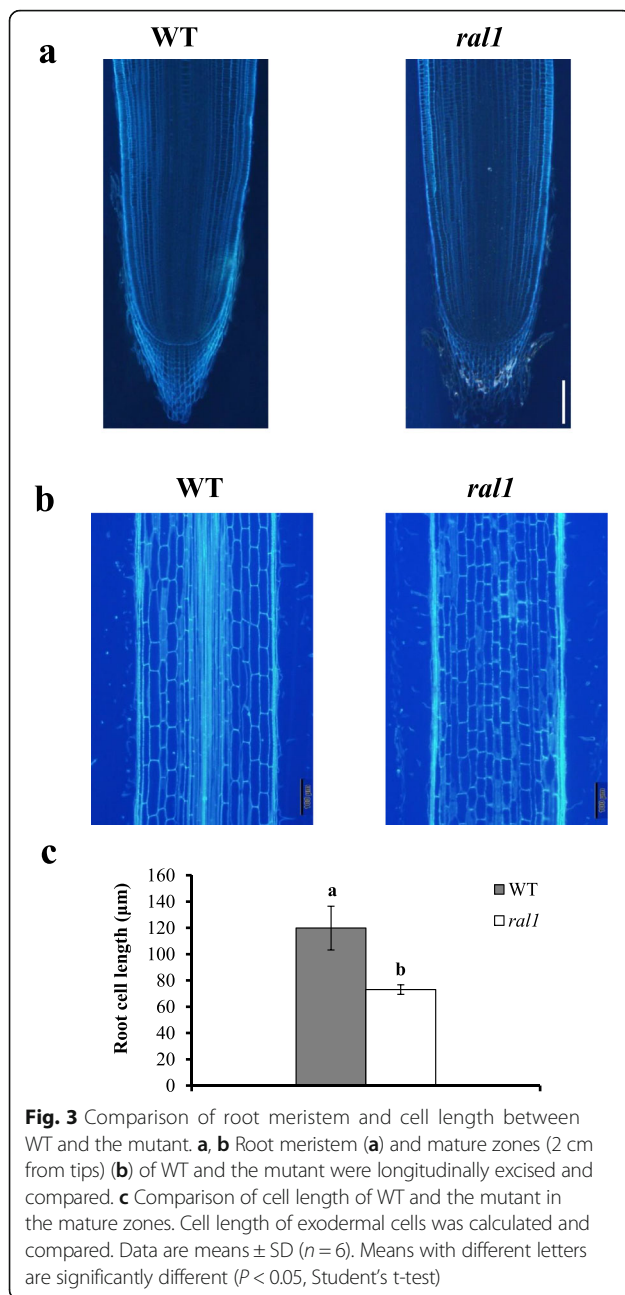 a
WT
ral1
b
WT
ral1
c
Root cell length (µm)
160
140
120
100
80
60
40
20
0
a
b
WT
ral1
Fig. 3 Comparison of root meristem and cell length between
WT and the mutant. a, b Root meristem (a) and mature zones (2 cm
from tips) (b) of WT and the mutant were longitudinally excised and
compared. c Comparison of cell length of WT and the mutant in
the mature zones. Cell length of exodermal cells was calculated and
compared. Data are means ± SD (n = 6). Means with different letters
are significantly different (P < 0.05, Student's t-test)